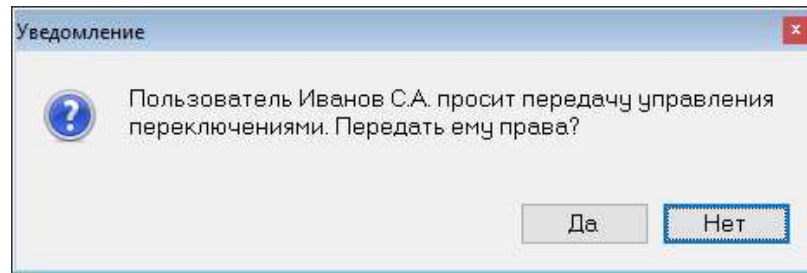 Уведомление
Пользователь Иванов С.А. просит передачу управления
переключениями. Передать ему права?
Да Нет